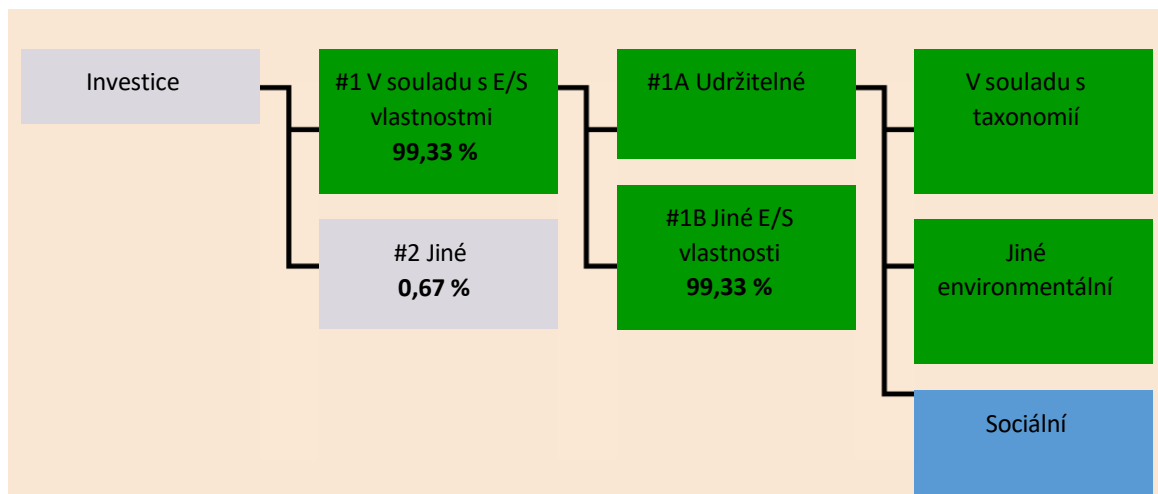 Investice
#1 V souladu s E/S
vlastnostmi
99,33 %
#2 Jiné
0,67 %
#1A Udržitelné
#1B Jiné E/S
vlastnosti
99,33 %
V souladu s
taxonomií
Jiné
environmentální
Sociální